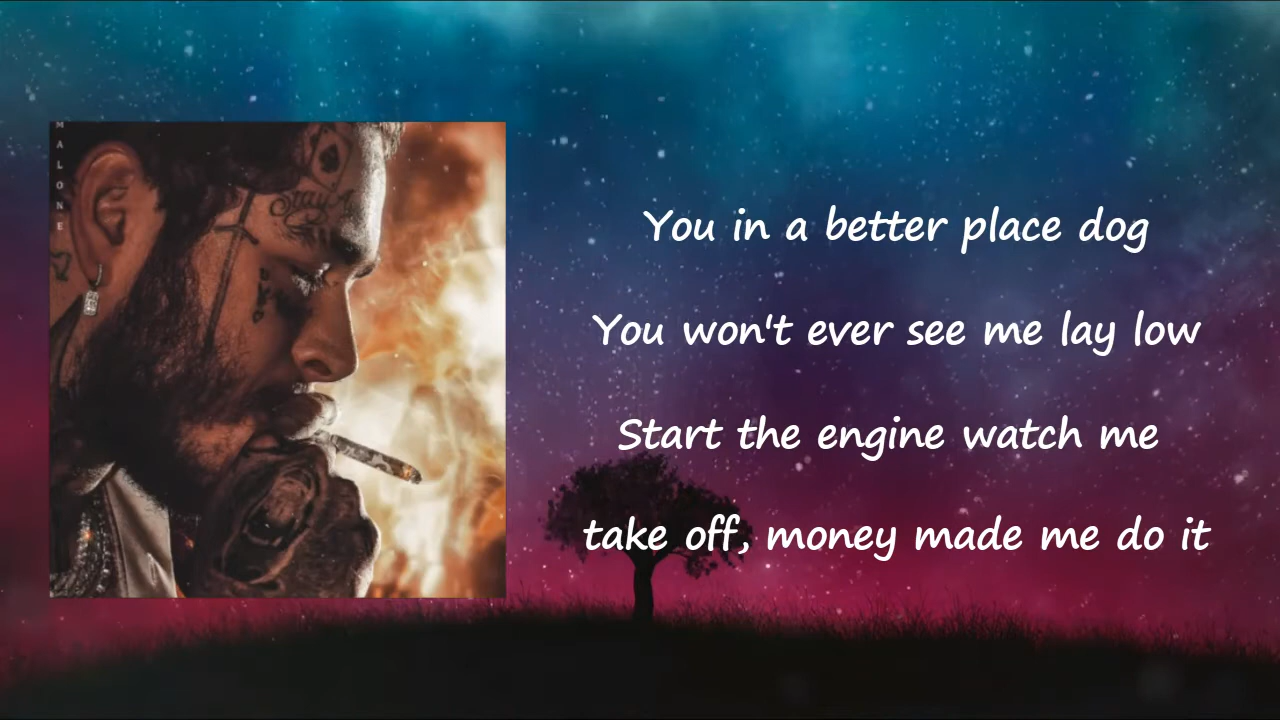 MALONE
You in a better place dog
You won't ever see me lay low
Start the engine watch me
take off, money made me do it